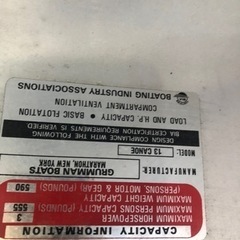 CAPACITY INFORMATION
MAXIMUM HORSEPOWER 3
MAXIMUM PERSONS CAPACITY (POUNDS) 555
MAXIMUM WEIGHT CAPACITY
PERSONS, MOTOR & GEAR (POUNDS) 590
GRUMMAN BOATS
MARATHON, NEW YORK
MODEL 13 CANOE
DESIGN COMPLIANCE WITH THE FOLLOWING
BIA CERTIFICATION REQUIREMENTS IS VERIFIED
LOAD AND H.P. CAPACITY BASIC FLOTATION
COMPARTMENT VENTILATION
BOATING INDUSTRY ASSOCIATIONS